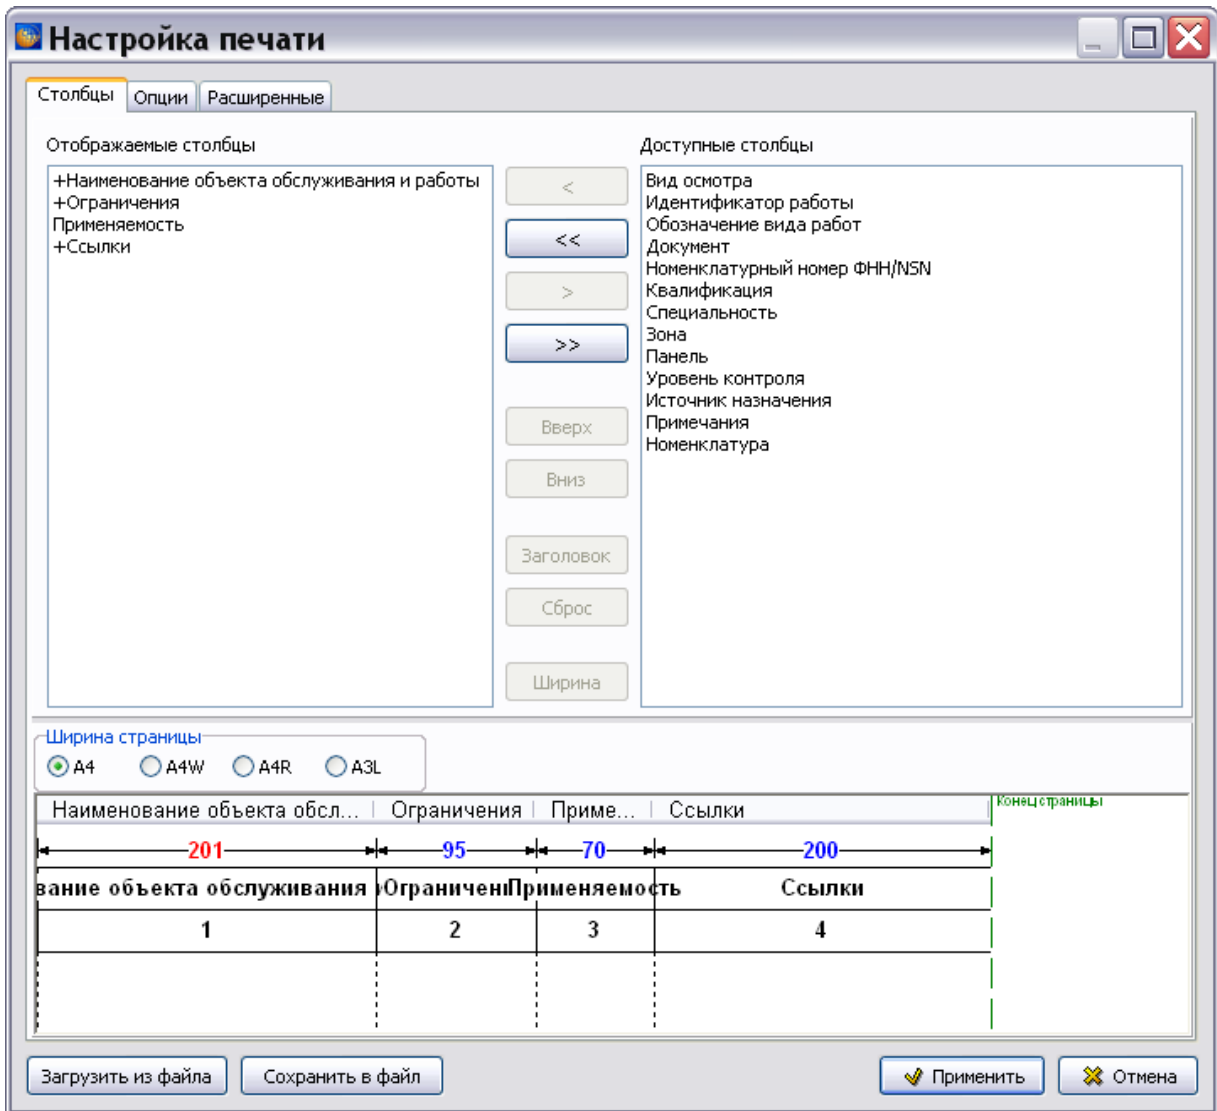 Настройка печати
Столбцы Опции Расширенные
Отображаемые столбцы
+Наименование объекта обслуживания и работы
+Ограничения
Применяемость
+Ссылки
<
<<
>
>>
Вверх
Вниз
Заголовок
Сброс
Ширина
Доступные столбцы
Вид осмотра
Идентификатор работы
Обозначение вида работ
Документ
Номенклатурный номер ФНН/NSN
Квалификация
Специальность
Зона
Панель
Уровень контроля
Источник назначения
Примечания
Номенклатура
Ширина страницы
A4 A4W A4R A3L
Наименование объекта обсл... Ограничения Приме... Ссылки Конец страницы
201 95 70 200
вание объекта обслуживания Ограничени Применяемость Ссылки
1 2 3 4
Загрузить из файла Сохранить в файл Применить Отмена